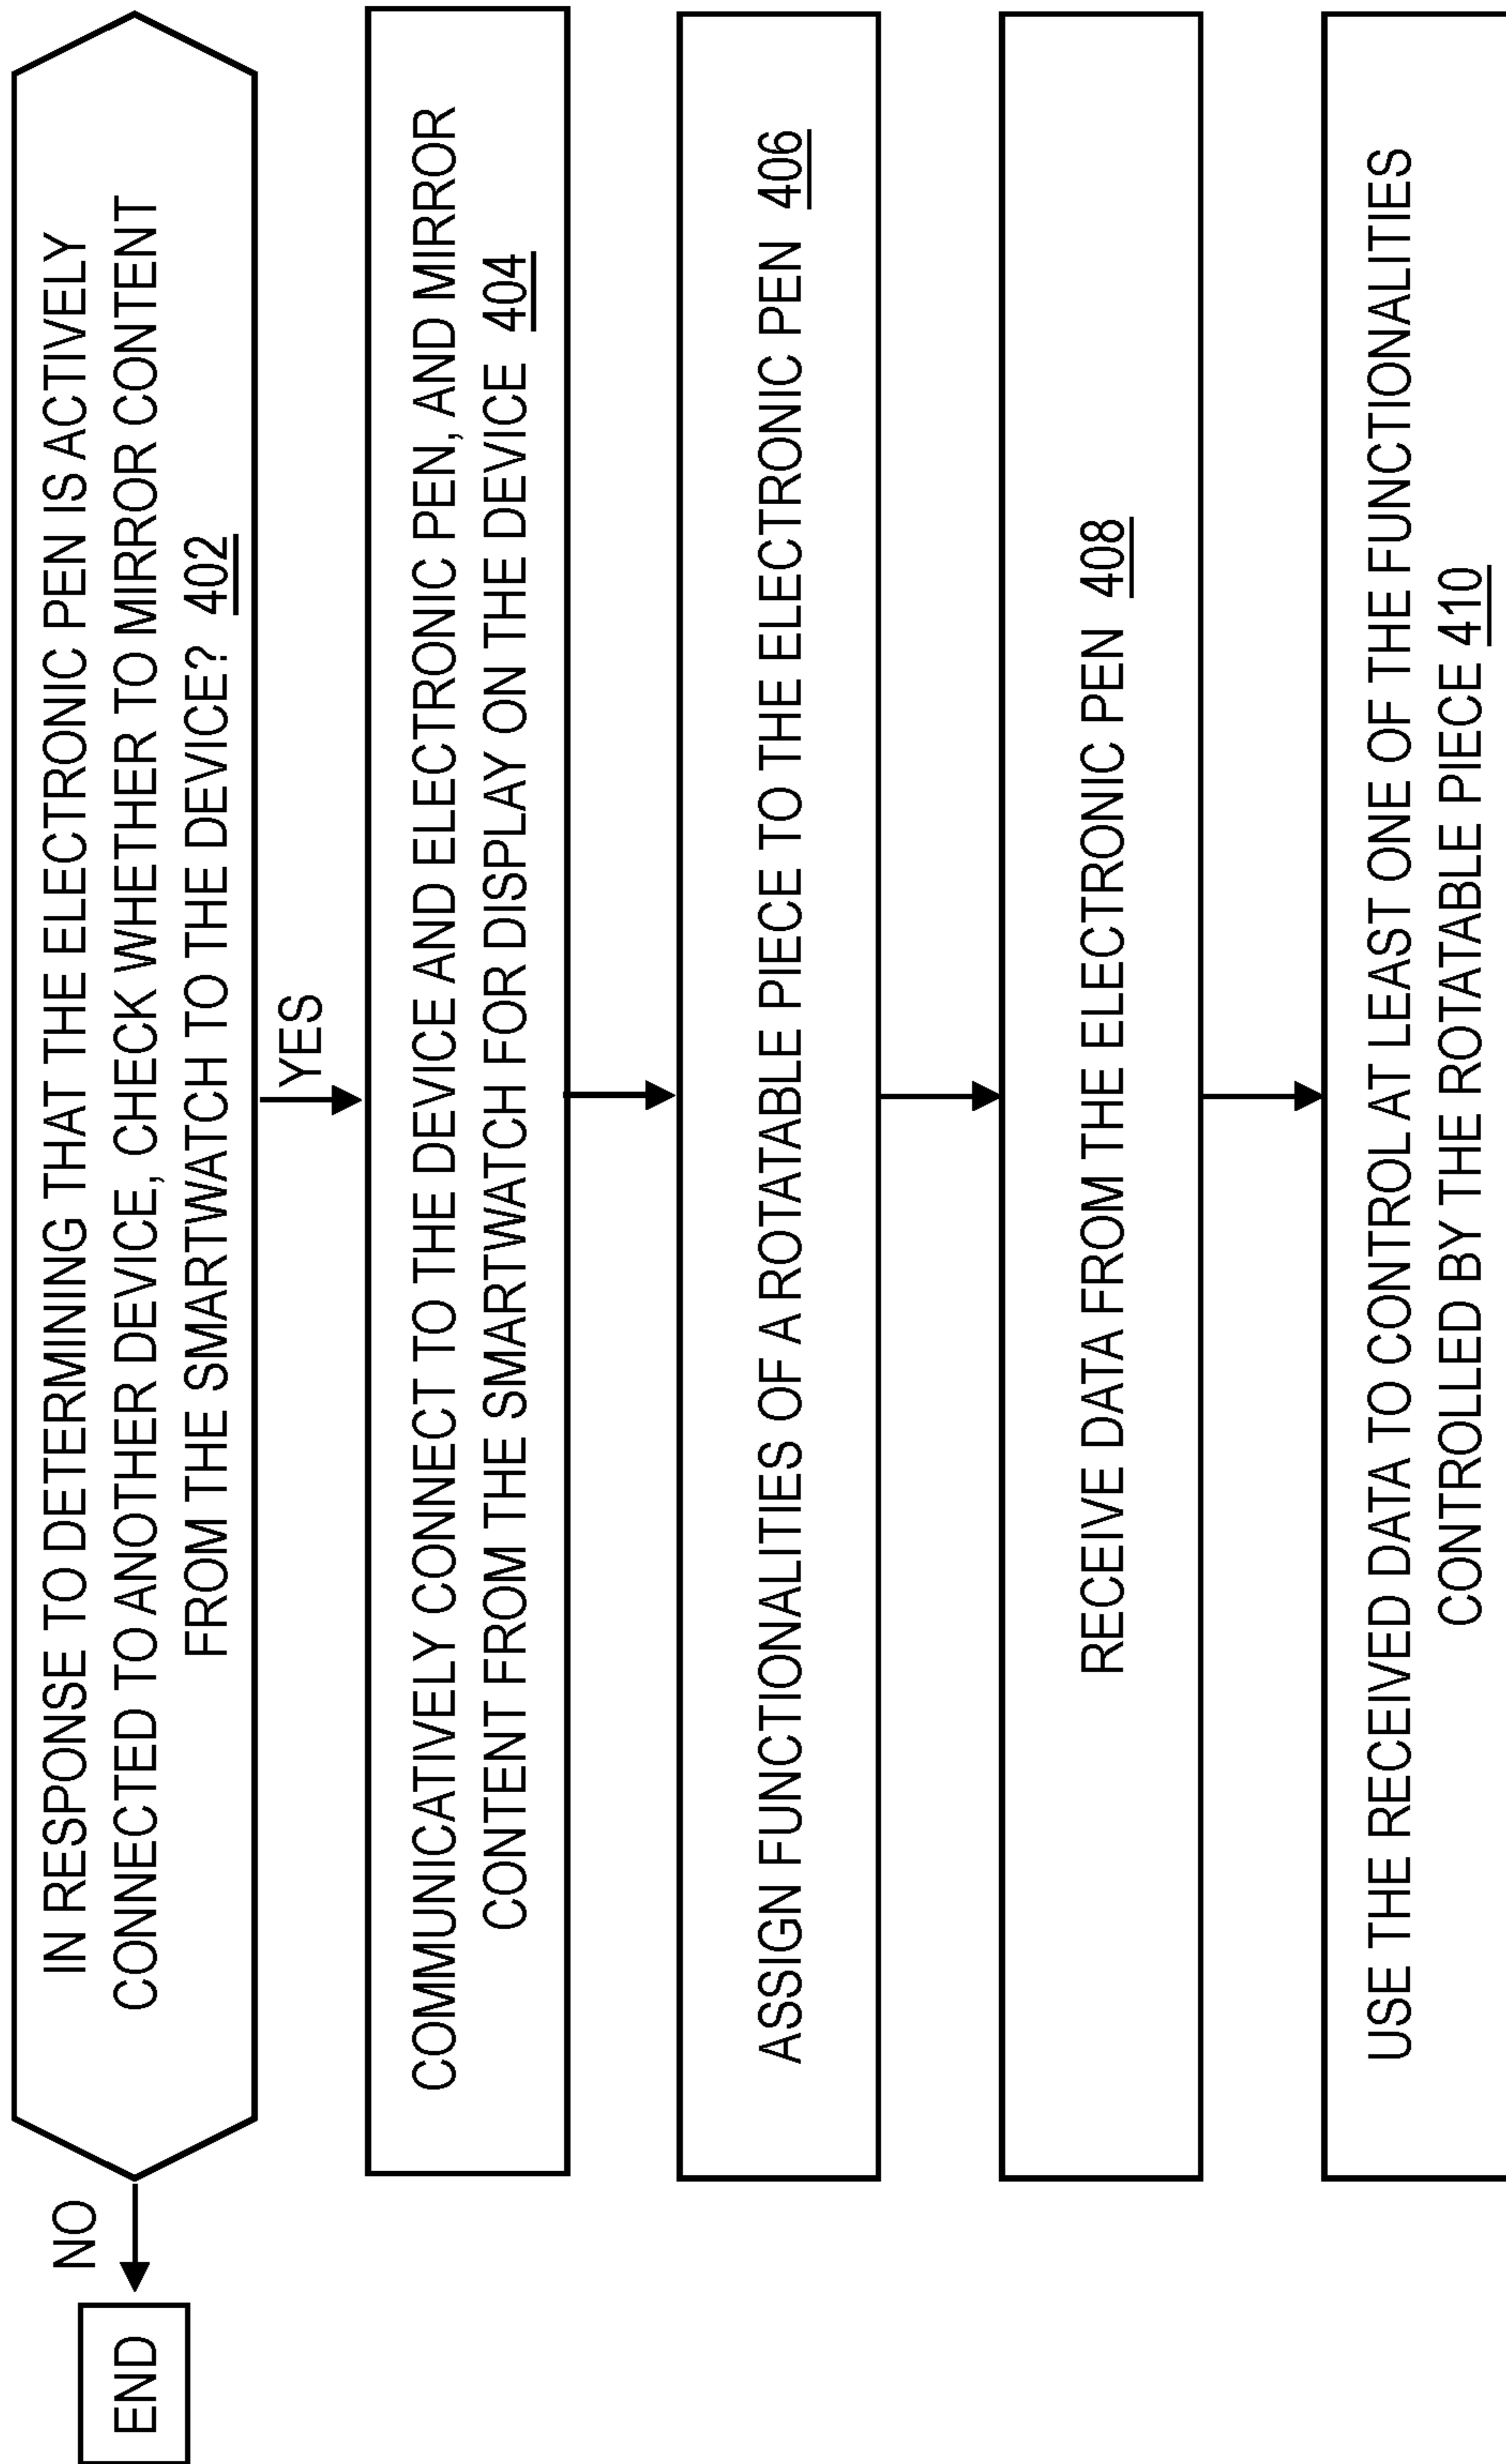 IN RESPONSE TO DETERMINING THAT THE ELECTRONIC PEN IS ACTIVELY
CONNECTED TO ANOTHER DEVICE, CHECK WHETHER TO MIRROR CONTENT
FROM THE SMARTWATCH TO THE DEVICE? 402
NO
END
YES
COMMUNICATIVELY CONNECT TO THE DEVICE AND ELECTRONIC PEN, AND MIRROR
CONTENT FROM THE SMARTWATCH FOR DISPLAY ON THE DEVICE 404
ASSIGN FUNCTIONALITIES OF A ROTATABLE PIECE TO THE ELECTRONIC PEN 406
RECEIVE DATA FROM THE ELECTRONIC PEN 408
USE THE RECEIVED DATA TO CONTROL AT LEAST ONE OF THE FUNCTIONALITIES
CONTROLLED BY THE ROTATABLE PIECE 410